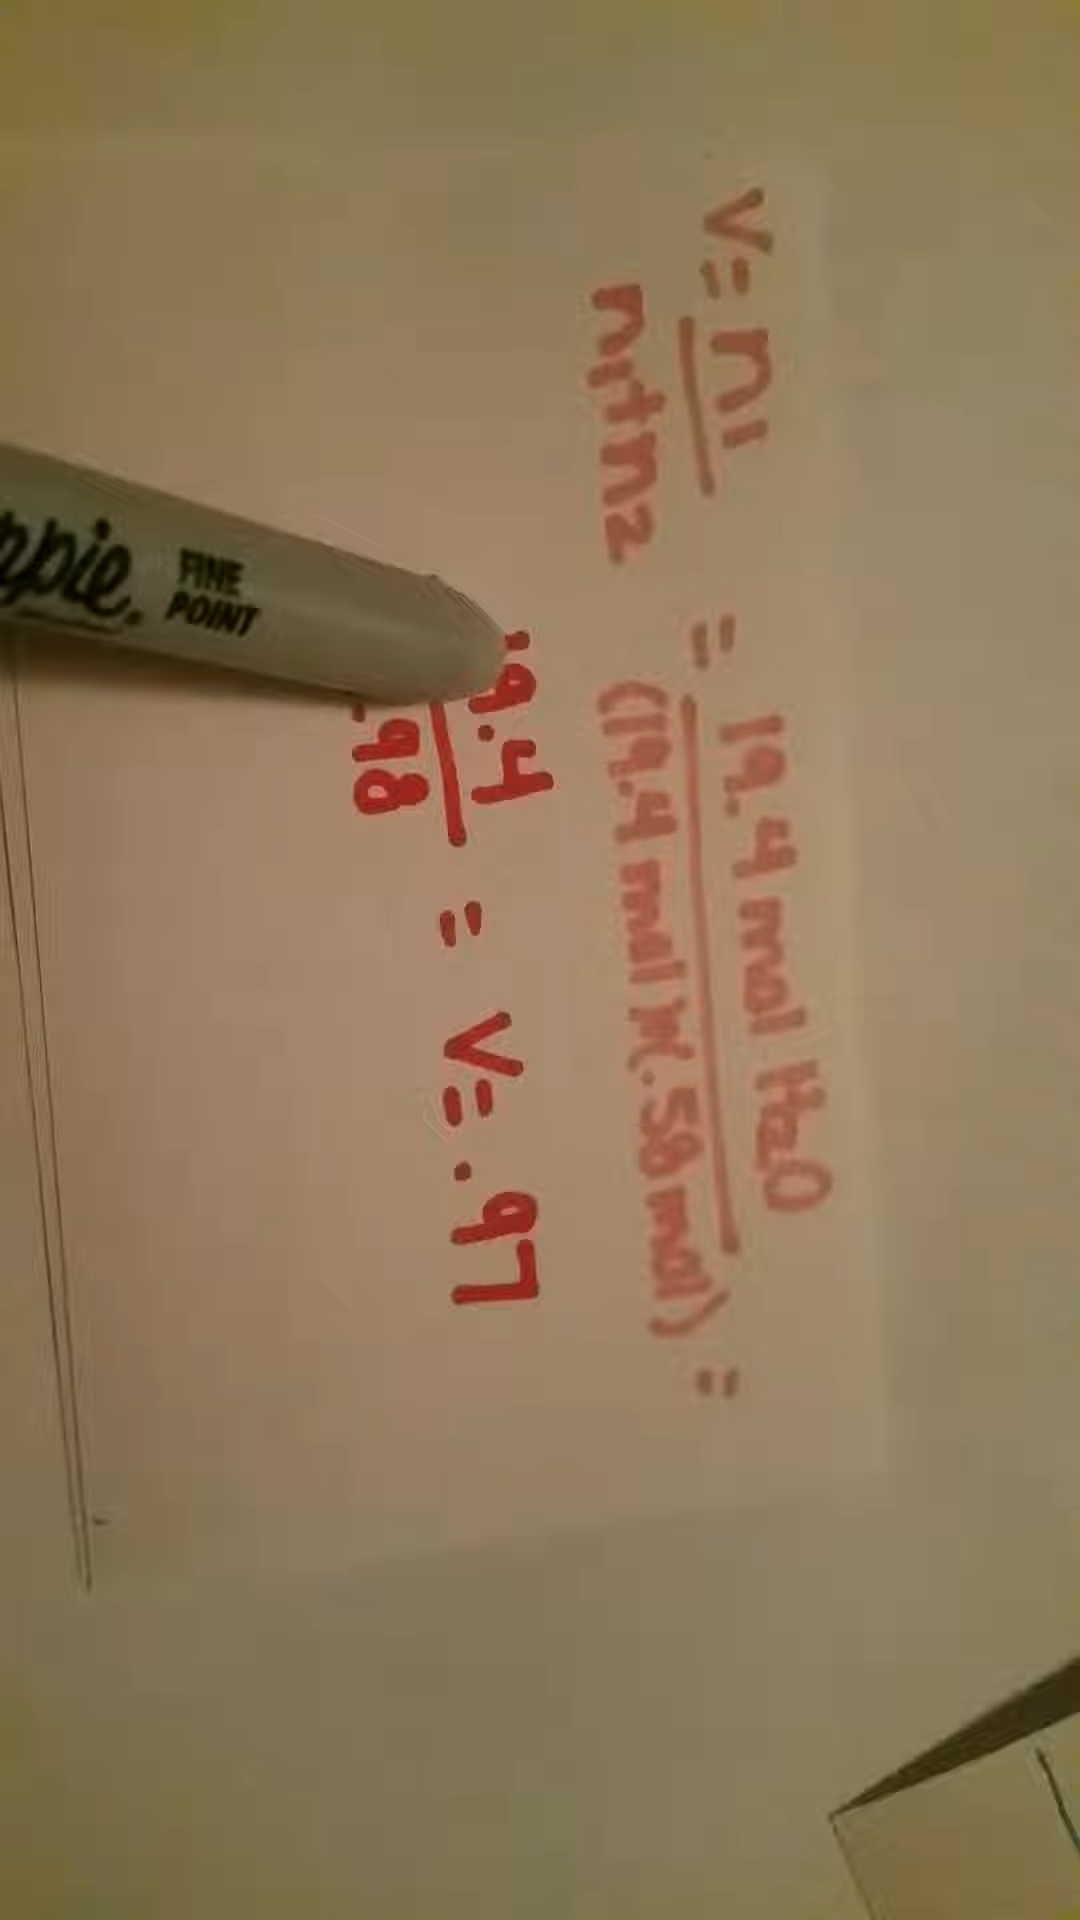 V = n1 = 19.4 mol H2O =
n1+n2 (19.4 mol)(.58 mol)
9.4 = V = .97
.98
FINE
POINT